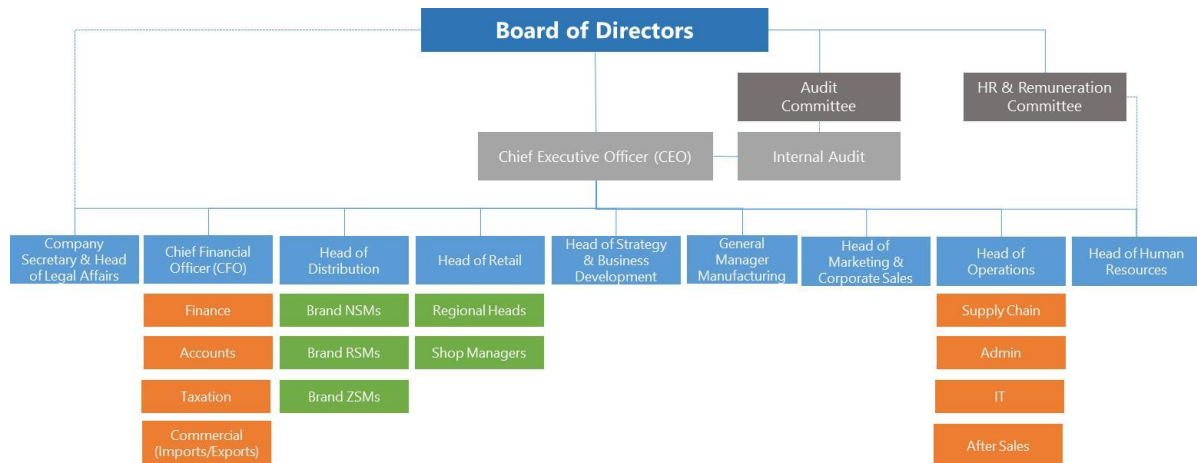 Board of Directors
Audit
Committee
HR & Remuneration
Committee
Chief Executive Officer (CEO)
Internal Audit
Company
Secretary & Head
of Legal Affairs
Chief Financial
Officer (CFO)
Head of
Distribution
Head of Retail
Head of Strategy
& Business
Development
General
Manager
Manufacturing
Head of
Marketing
& Corporate Sales
Head of
Operations
Head of Human
Resources
Finance
Brand NSMs
Regional Heads
Supply Chain
Accounts
Brand RSMs
Shop Managers
Admin
Taxation
Brand ZSMs
IT
Commercial
(Imports/Exports)
After Sales